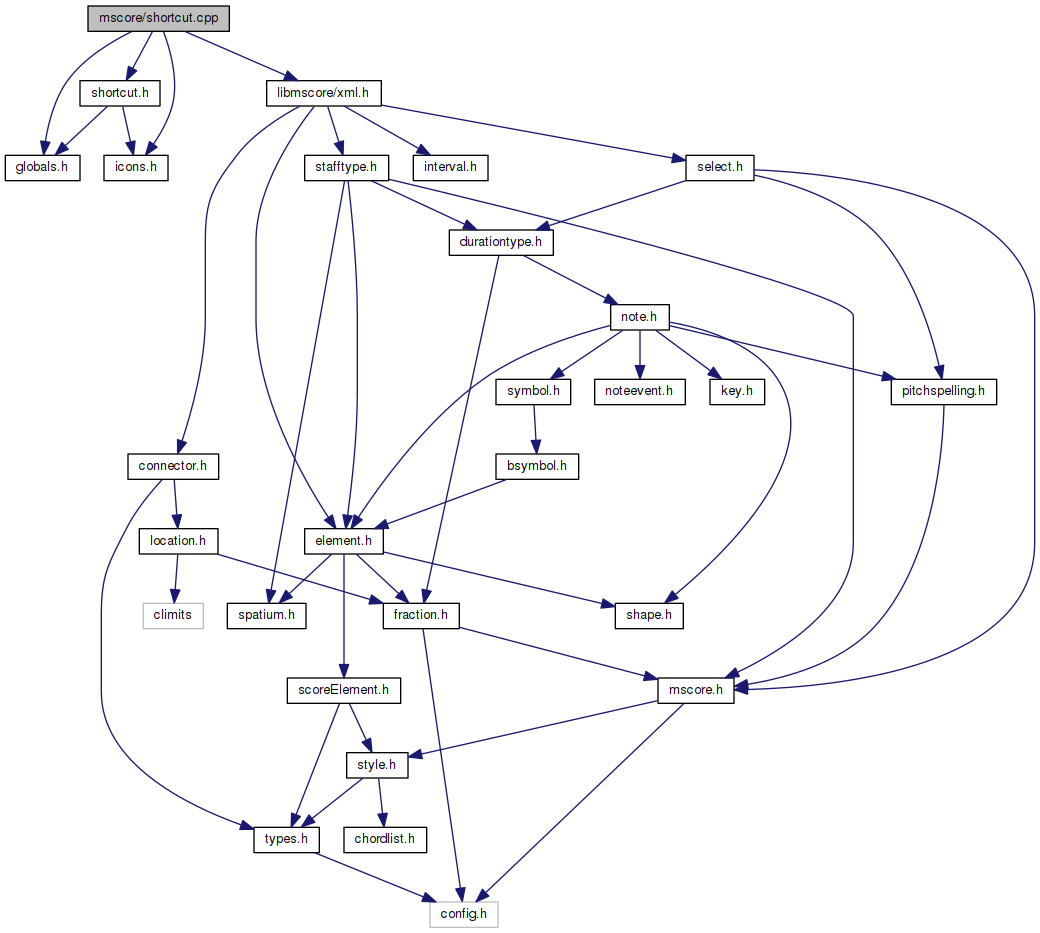 mscore/shortcut.cpp
shortcut.h
libmscore/xml.h
globals.h
icons.h
stafftype.h
interval.h
select.h
durationtype.h
note.h
symbol.h
noteevent.h
key.h
pitchspelling.h
connector.h
bsymbol.h
location.h
element.h
climits
spatium.h
fraction.h
shape.h
scoreElement.h
mscore.h
style.h
types.h
chordlist.h
config.h